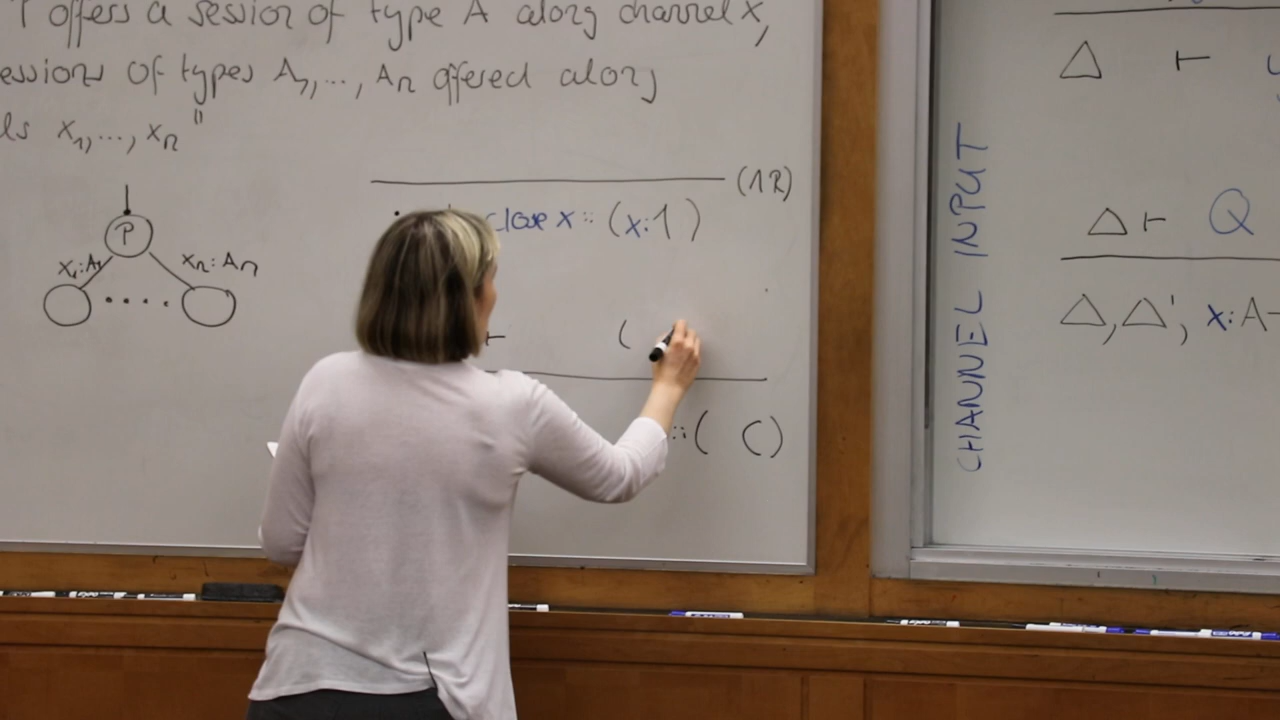 P offers a session of type A along channel x,
essions of types A₁,..., An offered along
ls x₁,..., xn"
(1R)
close x :: (x:1)
P
x₁:A₁
xn:An
. . . .
⊢ (
::( C)
CHANNEL INPUT
Δ ⊢
Δ ⊢ Q
Δ, Δ', x:A